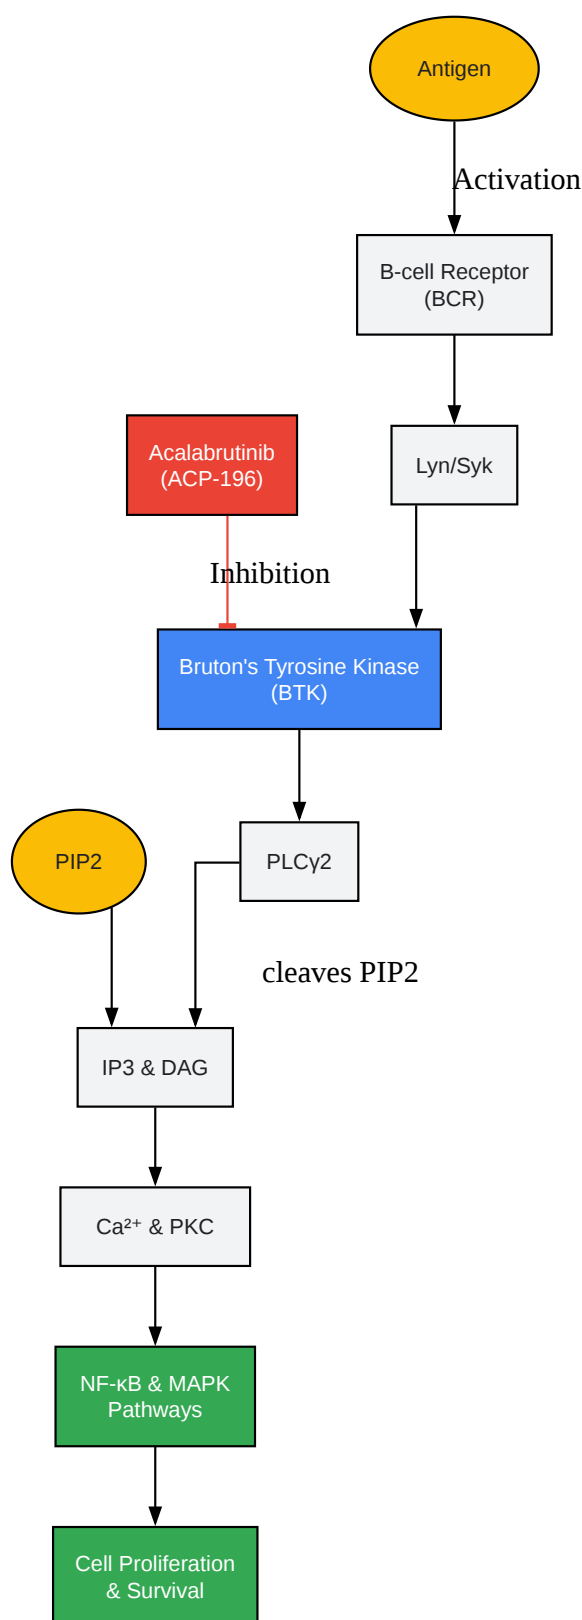 Antigen
Activation
B-cell Receptor
(BCR)
Acalabrutinib
(ACP-196)
Lyn/Syk
Inhibition
Bruton's Tyrosine Kinase
(BTK)
PIP2
PLCγ2
cleaves PIP2
IP3 & DAG
Ca²⁺ & PKC
NF-κB & MAPK
Pathways
Cell Proliferation
& Survival